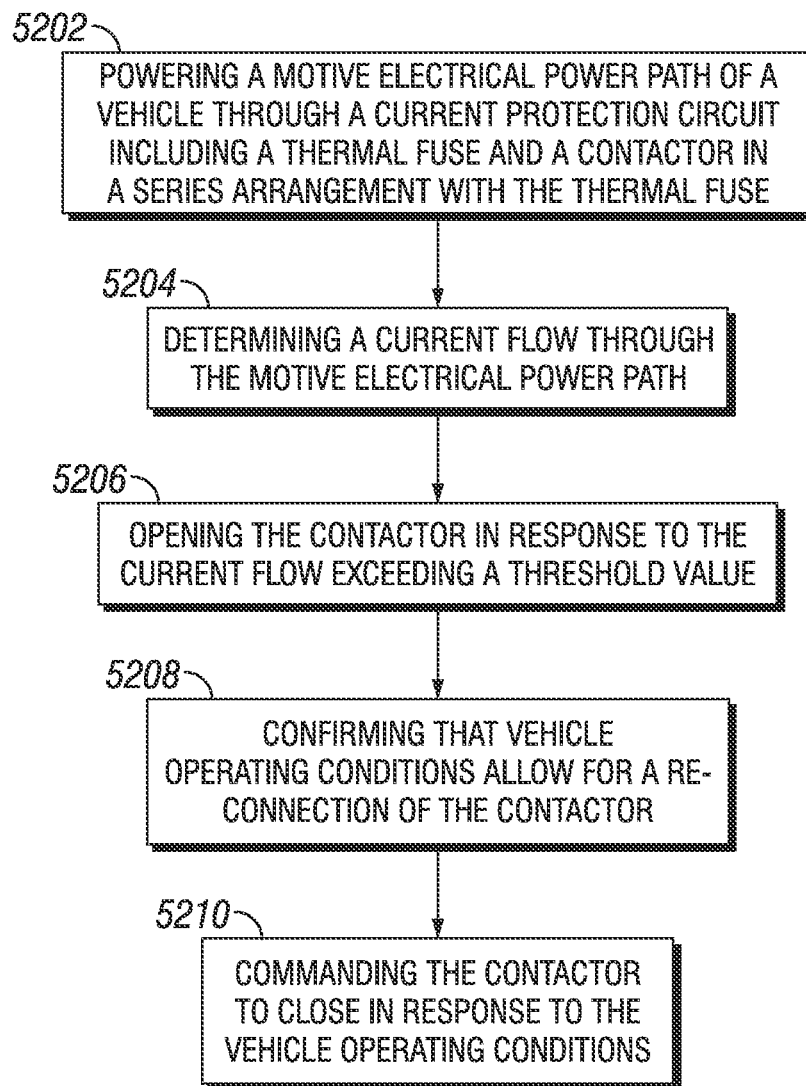 5202
POWERING A MOTIVE ELECTRICAL POWER PATH OF A
VEHICLE THROUGH A CURRENT PROTECTION CIRCUIT
INCLUDING A THERMAL FUSE AND A CONTACTOR IN
A SERIES ARRANGEMENT WITH THE THERMAL FUSE
5204
DETERMINING A CURRENT FLOW THROUGH
THE MOTIVE ELECTRICAL POWER PATH
5206
OPENING THE CONTACTOR IN RESPONSE TO THE
CURRENT FLOW EXCEEDING A THRESHOLD VALUE
5208
CONFIRMING THAT VEHICLE
OPERATING CONDITIONS ALLOW FOR A RE-
CONNECTION OF THE CONTACTOR
5210
COMMANDING THE CONTACTOR
TO CLOSE IN RESPONSE TO THE
VEHICLE OPERATING CONDITIONS